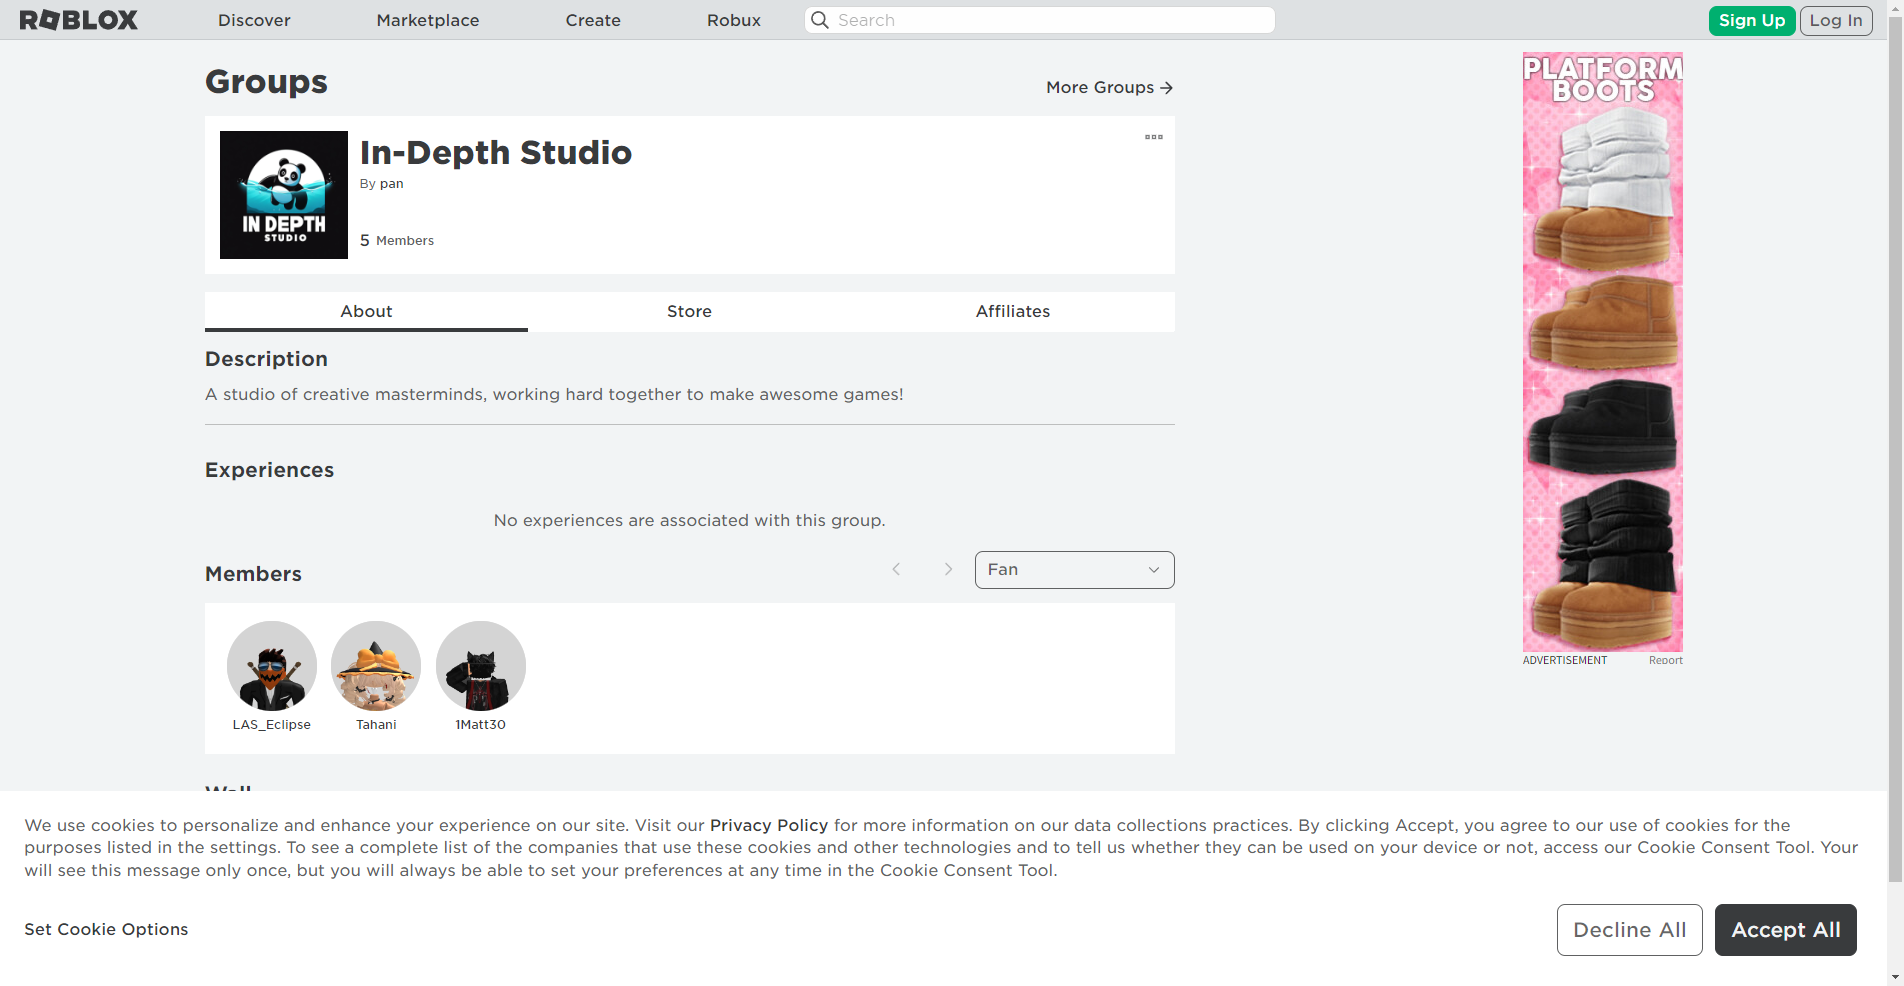 ROBLOX
Discover
Marketplace
Create
Robux
Search
Sign Up
Log In
Groups
More Groups
In-Depth Studio
By pan
5 Members
IN DEPTH
STUDIO
About
Store
Affiliates
Description
A studio of creative masterminds, working hard together to make awesome games!
Experiences
No experiences are associated with this group.
Members
Fan
LAS_Eclipse
Tahani
1Matt30
PLATFORM
BOOTS
ADVERTISEMENT
Report
Wall
We use cookies to personalize and enhance your experience on our site. Visit our Privacy Policy for more information on our data collections practices. By clicking Accept, you agree to our use of cookies for the
purposes listed in the settings. To see a complete list of the companies that use these cookies and other technologies and to tell us whether they can be used on your device or not, access our Cookie Consent Tool. Your
will see this message only once, but you will always be able to set your preferences at any time in the Cookie Consent Tool.
Set Cookie Options
Decline All
Accept All